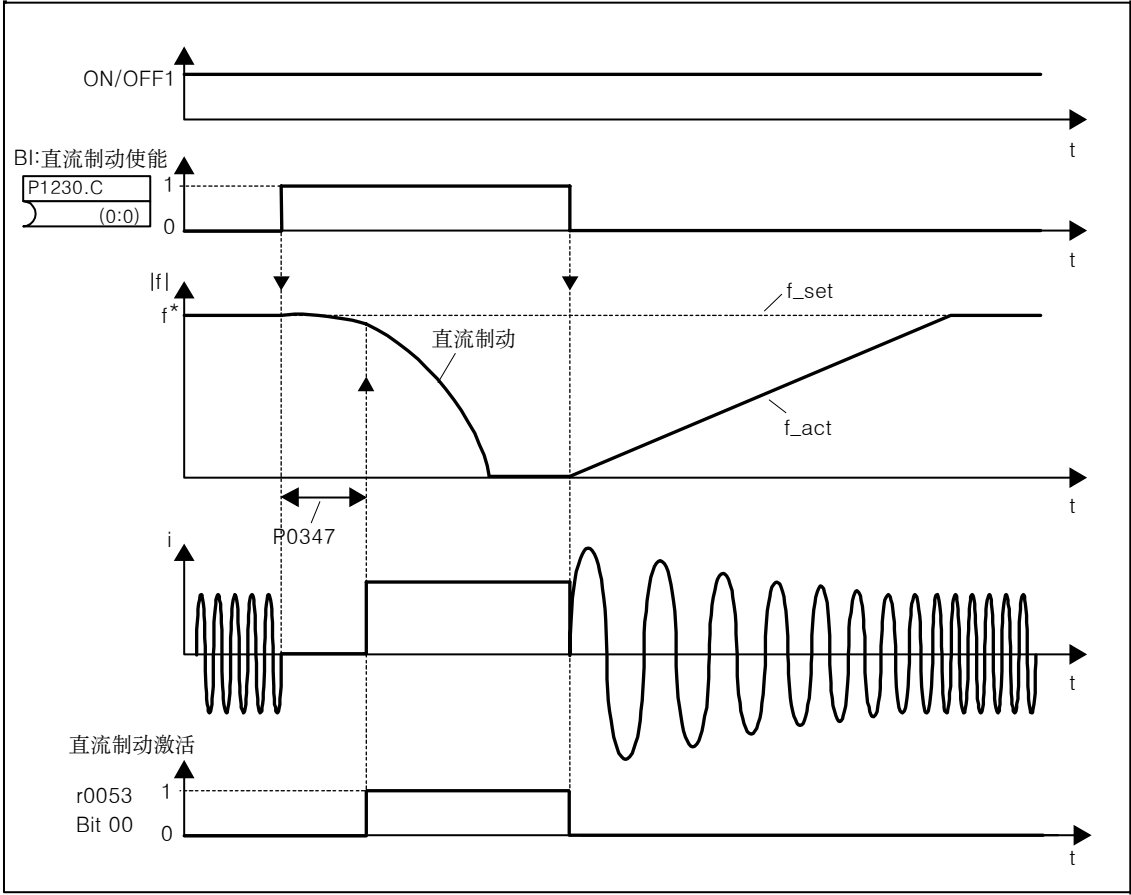 ON/OFF1
t
BI:直流制动使能
P1230.C
(0:0)
1
0
t
|f|
f*
f_set
直流制动
f_act
t
P0347
i
t
直流制动激活
r0053
Bit 00
1
0
t